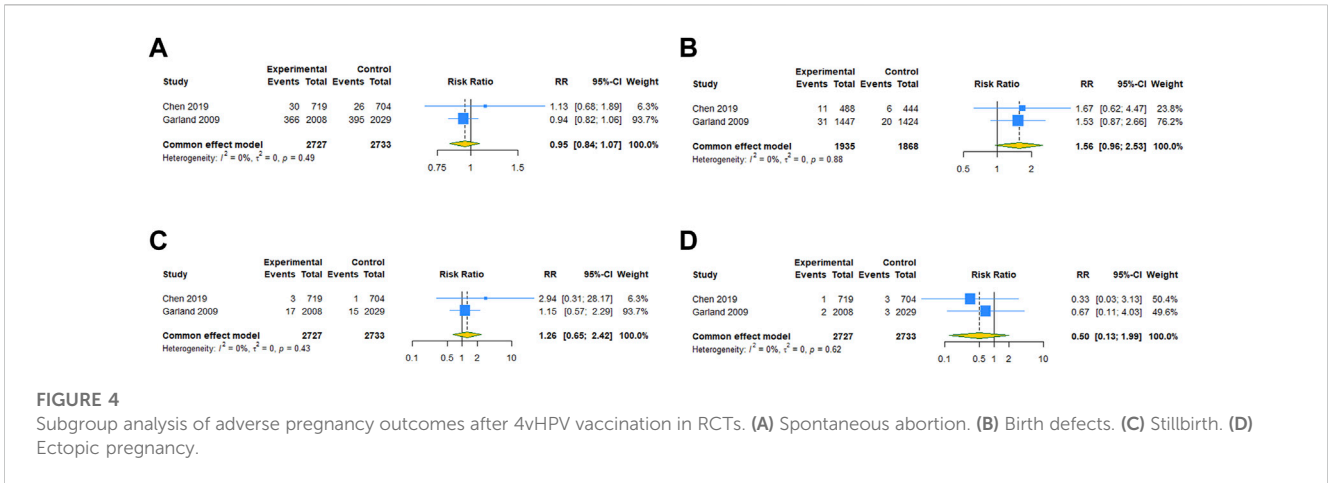 A
Experimental Control
Study Events Total Events Total Risk Ratio RR 95%-CI Weight
Chen 2019 30 719 26 704 1.13 [0.68; 1.89] 6.3%
Garland 2009 366 2008 395 2029 0.94 [0.82; 1.06] 93.7%
Common effect model 2727 2733 0.95 [0.84; 1.07] 100.0%
Heterogeneity: I² = 0%, τ² = 0, p = 0.49
0.75 1 1.5
B
Experimental Control
Study Events Total Events Total Risk Ratio RR 95%-CI Weight
Chen 2019 11 488 6 444 1.67 [0.62; 4.47] 23.8%
Garland 2009 31 1447 20 1424 1.53 [0.87; 2.66] 76.2%
Common effect model 1935 1868 1.56 [0.96; 2.53] 100.0%
Heterogeneity: I² = 0%, τ² = 0, p = 0.88
0.5 1 2
C
Experimental Control
Study Events Total Events Total Risk Ratio RR 95%-CI Weight
Chen 2019 3 719 1 704 2.94 [0.31; 28.17] 6.3%
Garland 2009 17 2008 15 2029 1.15 [0.57; 2.29] 93.7%
Common effect model 2727 2733 1.26 [0.65; 2.42] 100.0%
Heterogeneity: I² = 0%, τ² = 0, p = 0.43
0.1 0.5 1 2 10
D
Experimental Control
Study Events Total Events Total Risk Ratio RR 95%-CI Weight
Chen 2019 1 719 3 704 0.33 [0.03; 3.13] 50.4%
Garland 2009 2 2008 3 2029 0.67 [0.11; 4.03] 49.6%
Common effect model 2727 2733 0.50 [0.13; 1.99] 100.0%
Heterogeneity: I² = 0%, τ² = 0, p = 0.62
0.1 0.5 1 2 10
FIGURE 4
Subgroup analysis of adverse pregnancy outcomes after 4vHPV vaccination in RCTs. (A) Spontaneous abortion. (B) Birth defects. (C) Stillbirth. (D)
Ectopic pregnancy.